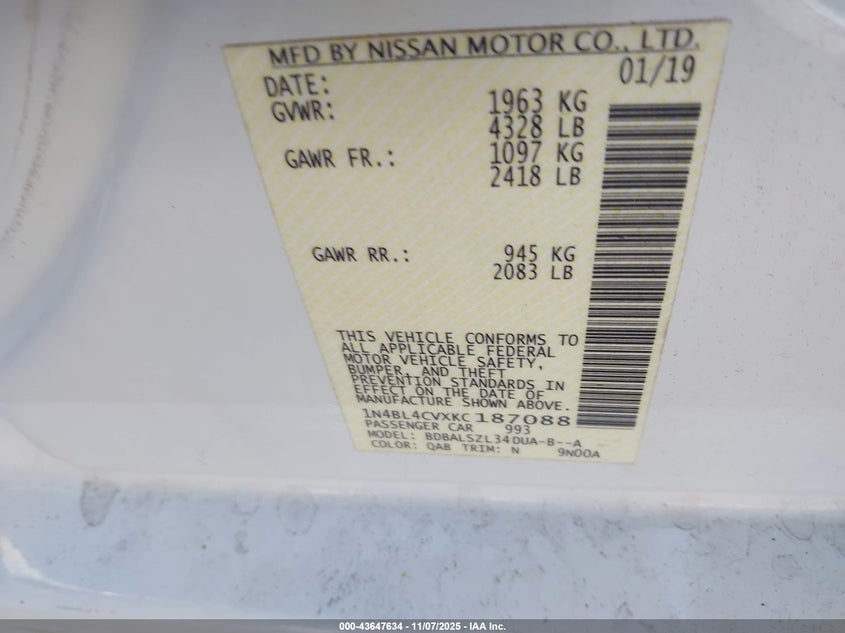 MFD BY NISSAN MOTOR CO., LTD.
DATE: 01/19
GVWR: 1963 KG
4328 LB
GAWR FR.: 1097 KG
2418 LB
GAWR RR.: 945 KG
2083 LB
THIS VEHICLE CONFORMS TO
ALL APPLICABLE FEDERAL
MOTOR VEHICLE SAFETY,
BUMPER, AND THEFT
PREVENTION STANDARDS IN
EFFECT ON THE DATE OF
MANUFACTURE SHOWN ABOVE.
1N4BL4CVXKC187088
PASSENGER CAR 993
MODEL: BDBALSZL34DUA-B--A
COLOR: QAB TRIM: N 9N00A
000-43647634 | 11/07/2025 - IAA Inc.